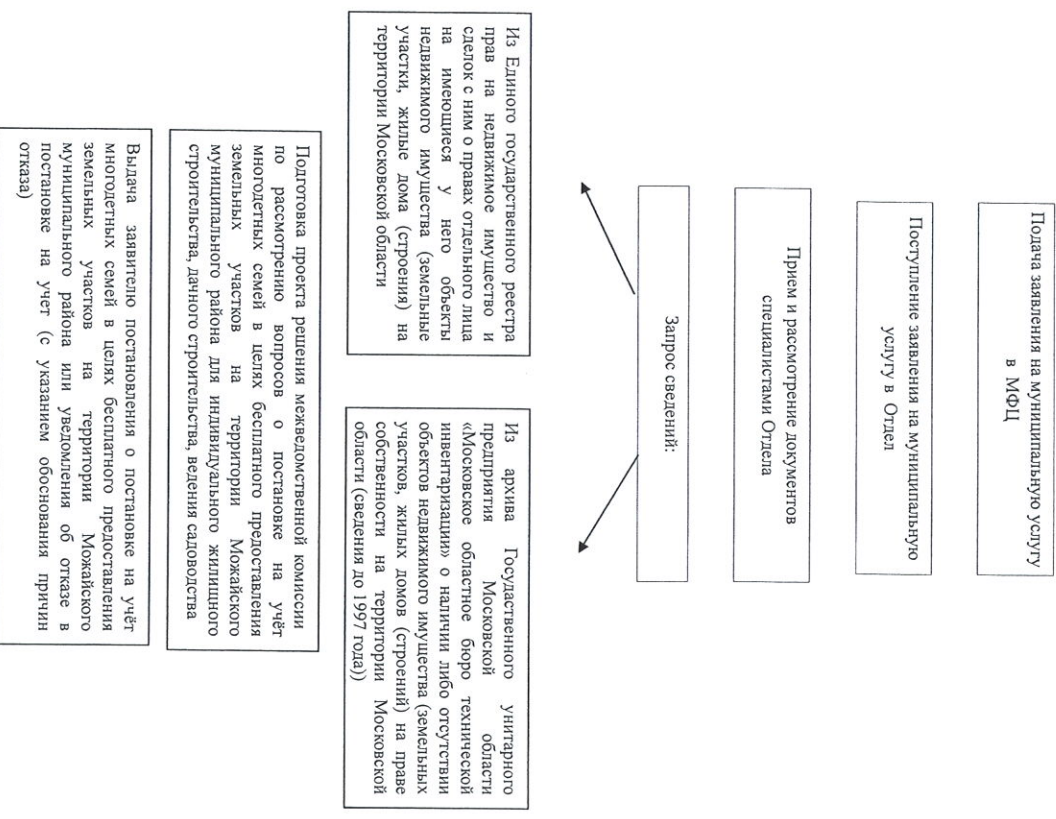 Подача заявления на муниципальную услугу
в МФЦ
Поступление заявления на муниципальную
услугу в Отдел
Прием и рассмотрение документов
специалистами Отдела
Запрос сведений:
Из Единого государственного реестра
прав на недвижимое имущество и
сделок с ним о правах отдельного лица
на имеющиеся у него объекты
недвижимого имущества (земельные
участки, жилые дома (строения) на
территории Московской области
Из архива Госудаственного унитарного
предприятия Московской области
«Московское областное бюро технической
инвентаризации» о наличии либо отсутствии
объектов недвижимого имущества (земельных
участков, жилых домов (строений) на праве
собственности на территории Московской
области (сведения до 1997 года))
Подготовка проекта решения межведомственной комиссии
по рассмотрению вопросов о постановке на учёт
многодетных семей в целях бесплатного предоставления
земельных участков на территории Можайского
муниципального района для индивидуального жилищного
строительства, дачного строительства, ведения садоводства
Выдача заявителю постановления о постановке на учёт
многодетных семей в целях бесплатного предоставления
земельных участков на территории Можайского
муниципального района или уведомления об отказе в
постановке на учет (с указанием обоснования причин
отказа)